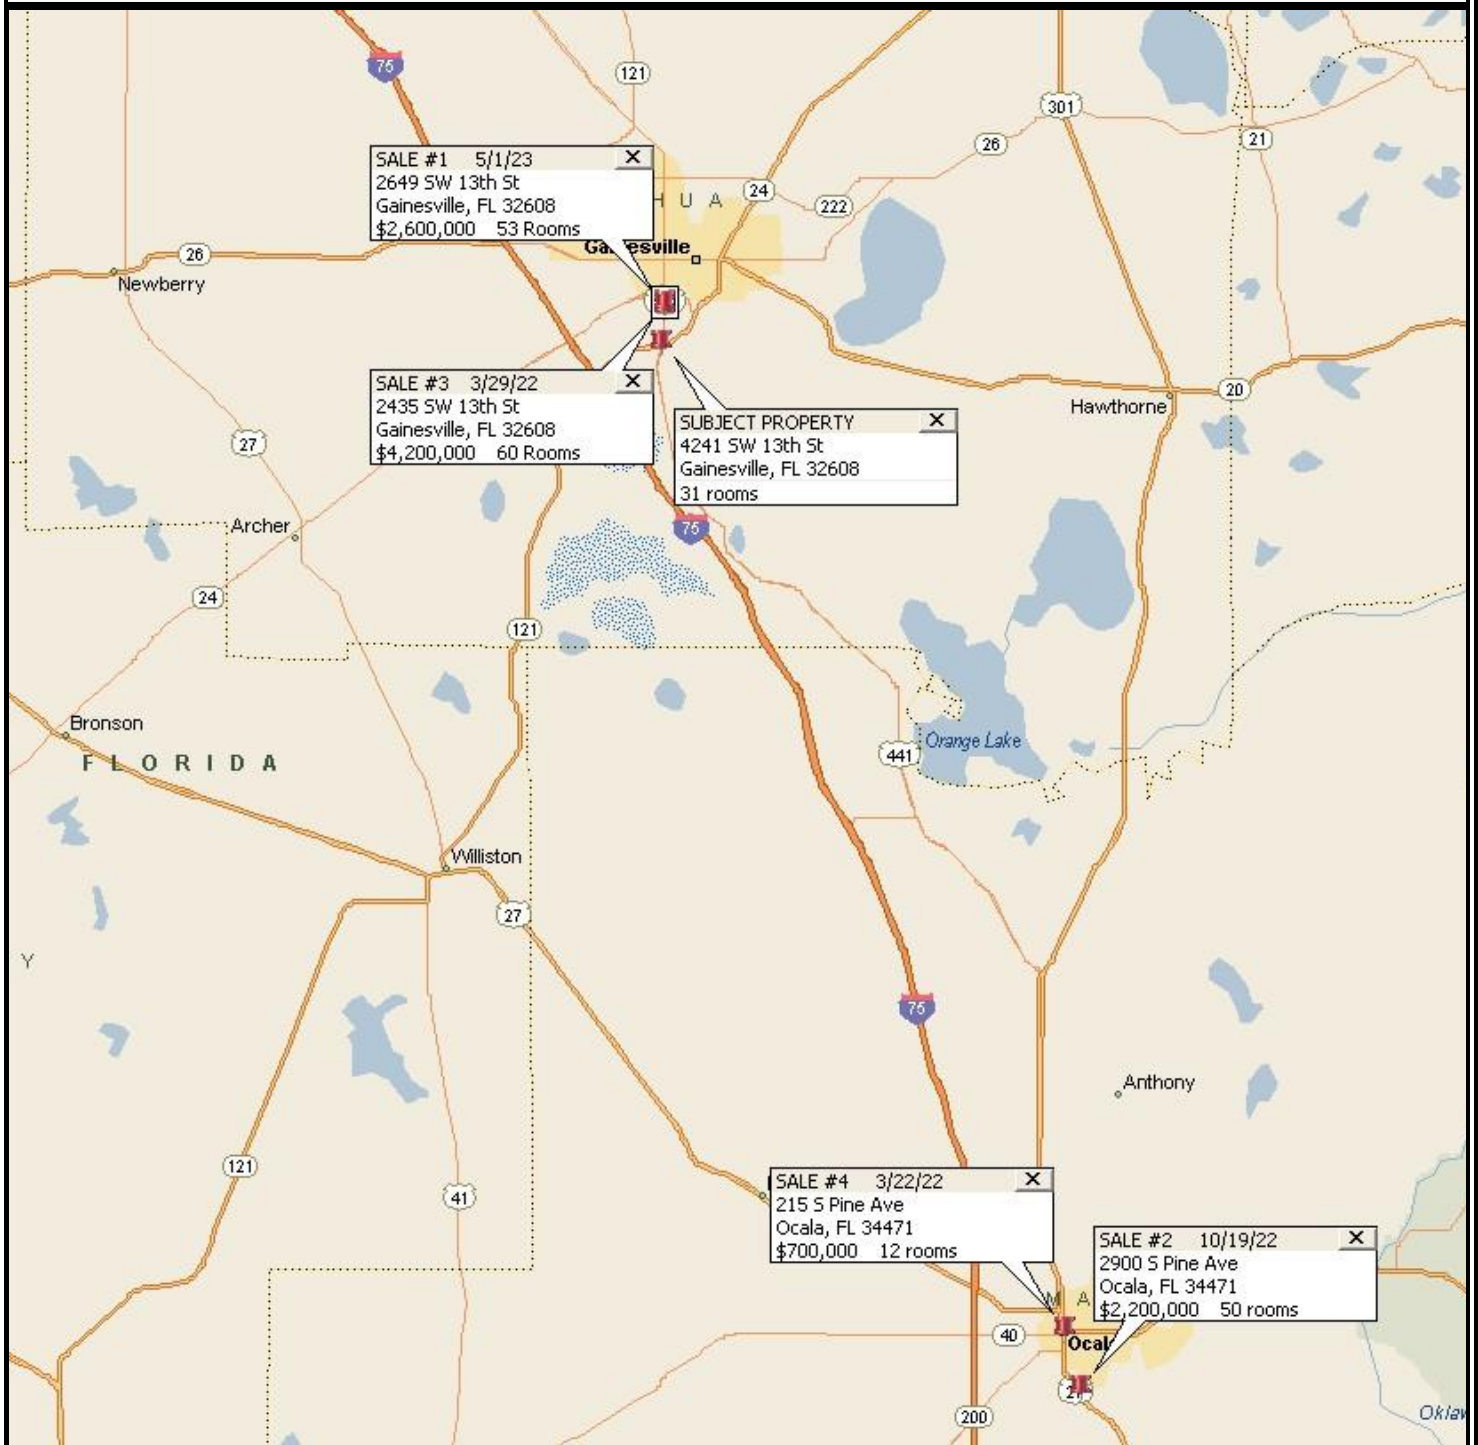 75
121
301
26
21
SALE #1 5/1/23
2649 SW 13th St
Gainesville, FL 32608
$2,600,000 53 Rooms
H U A
24
222
Gainesville
26
Newberry
SALE #3 3/29/22
2435 SW 13th St
Gainesville, FL 32608
$4,200,000 60 Rooms
SUBJECT PROPERTY
4241 SW 13th St
Gainesville, FL 32608
31 rooms
20
Hawthorne
27
Archer
75
24
121
Bronson
FLORIDA
Orange Lake
441
Williston
27
Y
75
Anthony
121
41
SALE #4 3/22/22
215 S Pine Ave
Ocala, FL 34471
$700,000 12 rooms
SALE #2 10/19/22
2900 S Pine Ave
Ocala, FL 34471
$2,200,000 50 rooms
M A
40
Ocal
27
200
Oklaw